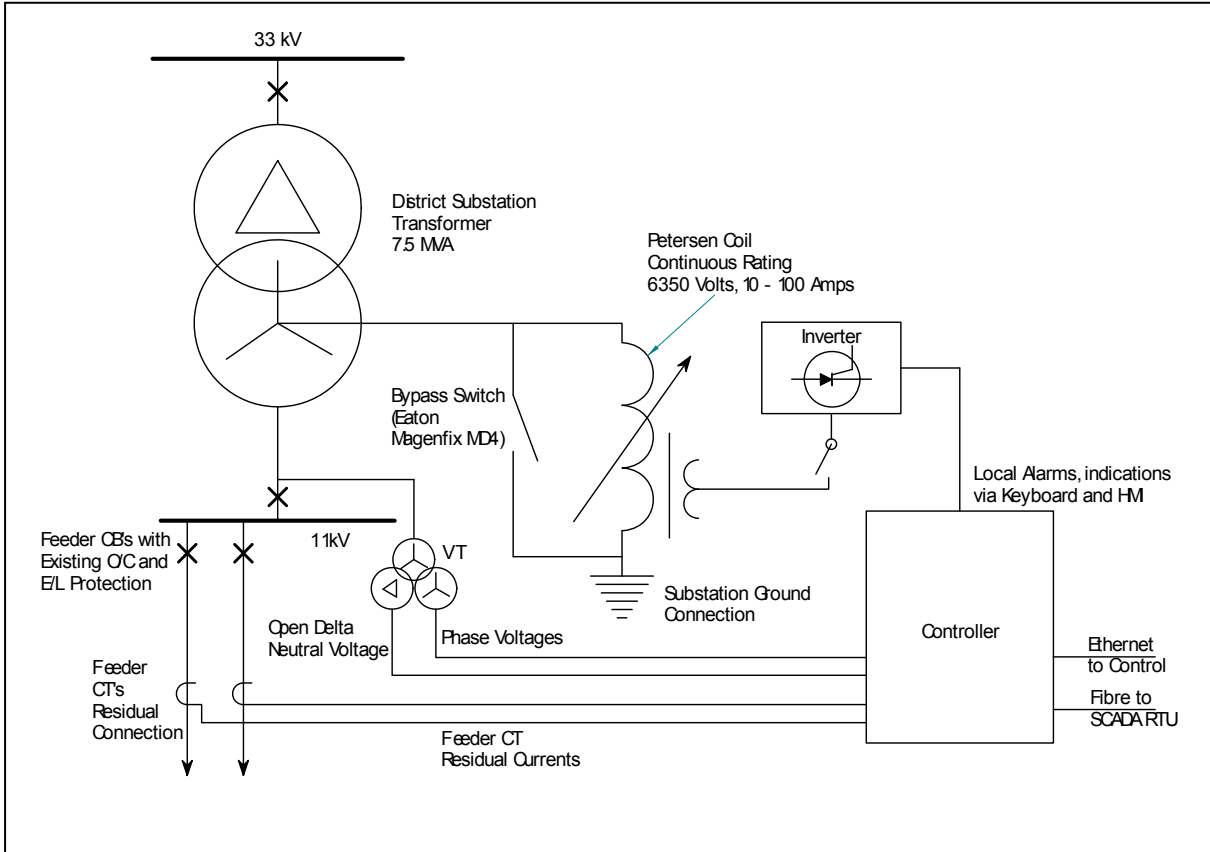 33 kV
District Substation
Transformer
7.5 MVA
Petersen Coil
Continuous Rating
6350 Volts, 10 - 100 Amps
Inverter
Bypass Switch
(Eaton
Magenfix MD4)
Local Alarms, indications
via Keyboard and HMI
Feeder CB's with
Existing O/C and
E/L Protection
11kV
VT
Substation Ground
Connection
Open Delta
Neutral Voltage
Phase Voltages
Controller
Ethernet
to Control
Feeder
CT's
Residual
Connection
Fibre to
SCADA RTU
Feeder CT
Residual Currents